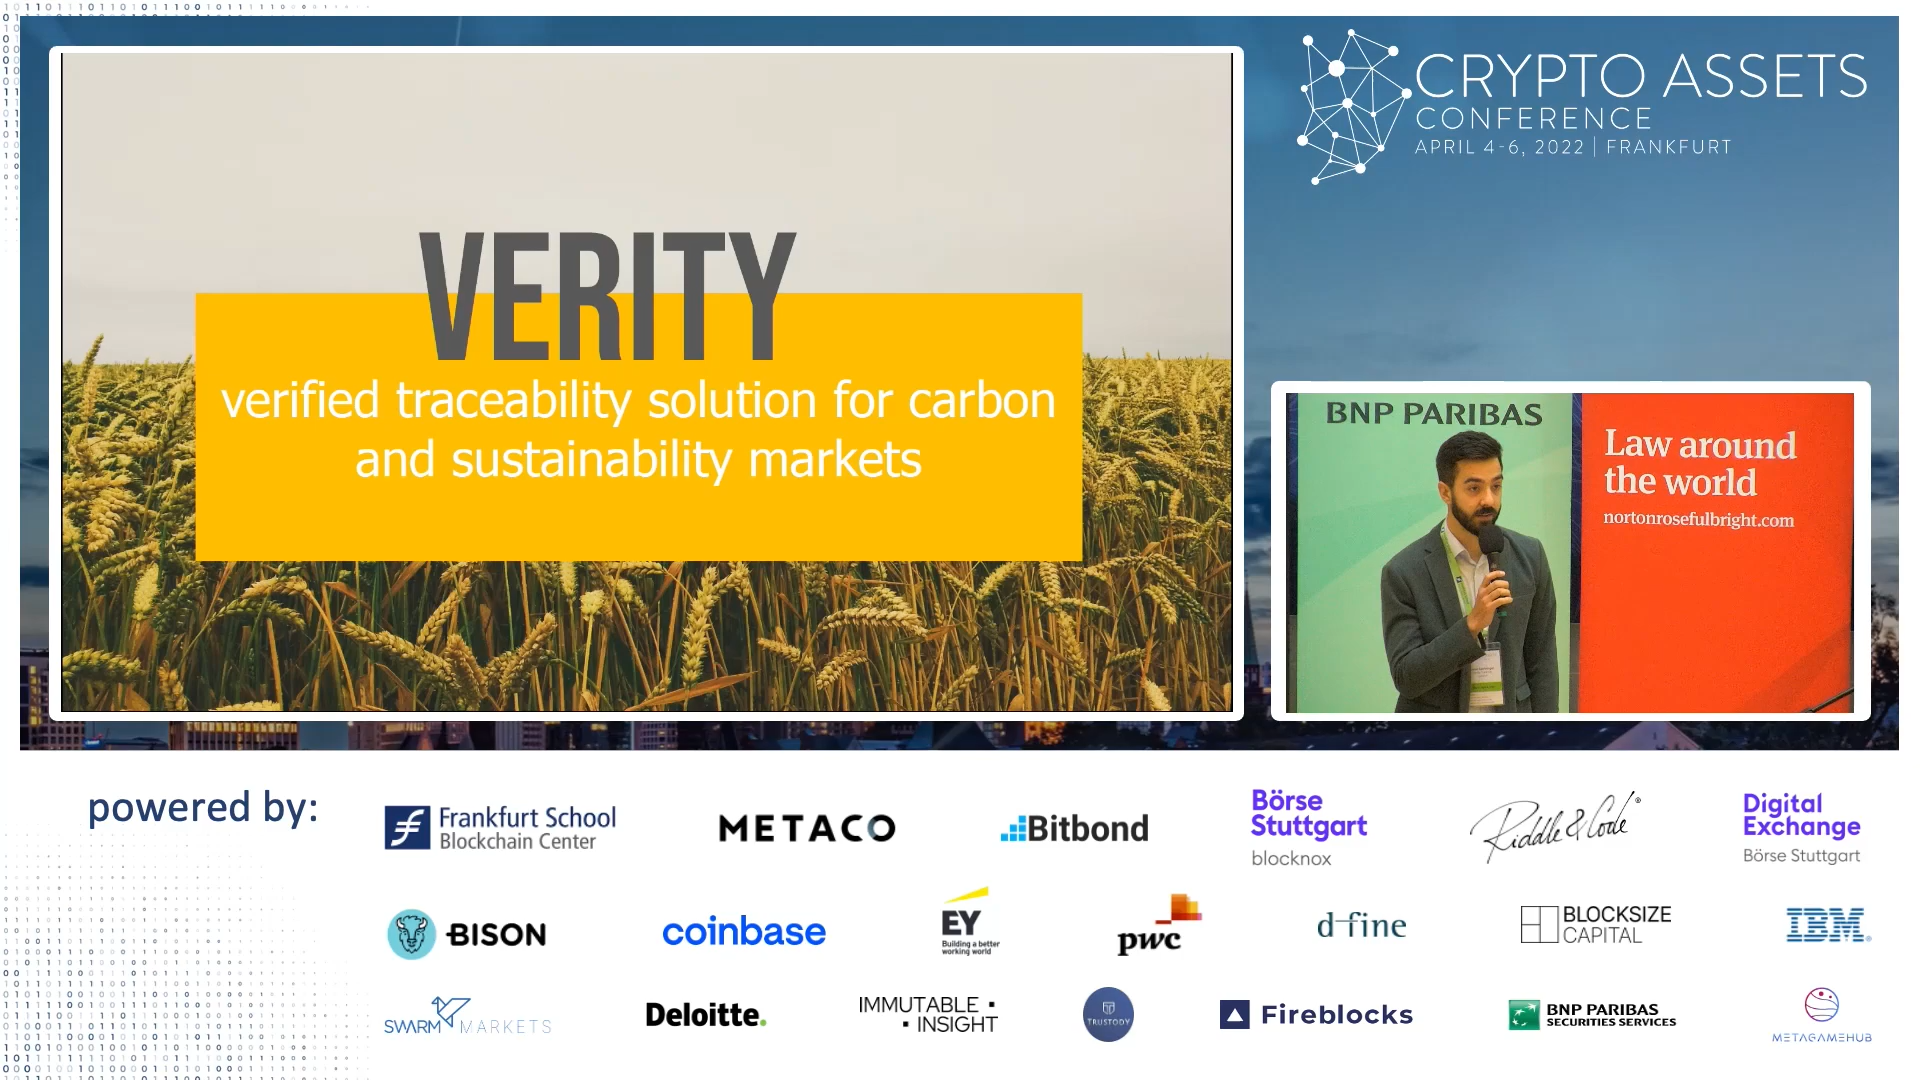 VERITY
verified traceability solution for carbon
and sustainability markets
CRYPTO ASSETS
CONFERENCE
APRIL 4-6, 2022 | FRANKFURT
BNP PARIBAS
Law around
the world
nortonrosefulbright.com
powered by:
Frankfurt School
Blockchain Center
METACO
Bitbond
Börse
Stuttgart
blocknox
Riddle & Code®
Digital
Exchange
Börse Stuttgart
BISON
coinbase
EY
Building a better
working world
pwc
d-fine
BLOCKSIZE
CAPITAL
IBM®
SWARM MARKETS
Deloitte.
IMMUTABLE
INSIGHT
TRUSTODY
Fireblocks
BNP PARIBAS
SECURITIES SERVICES
METAGAMEHUB